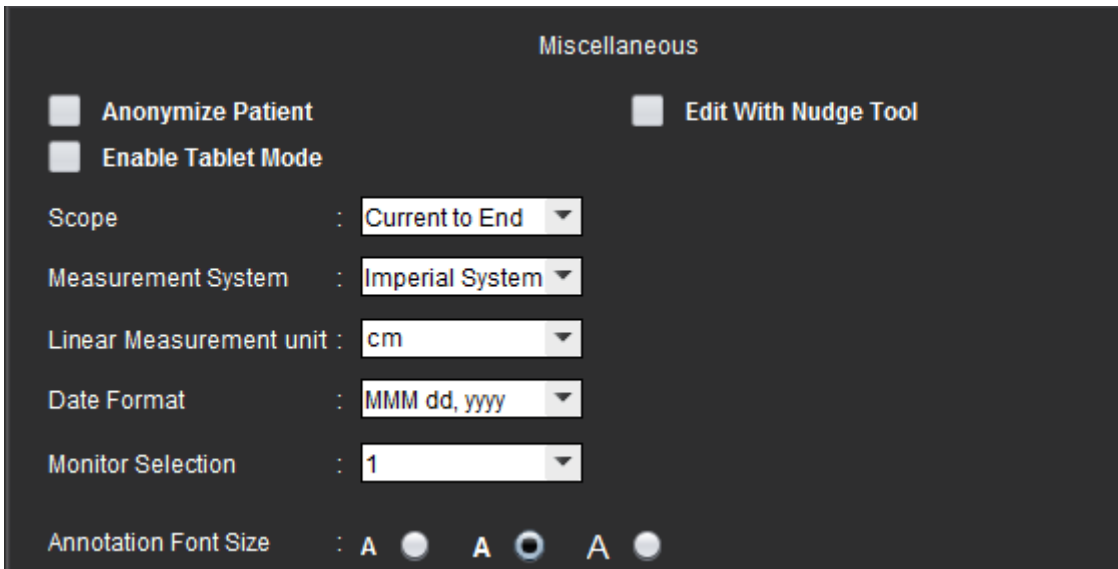 Miscellaneous
Anonymize Patient Edit With Nudge Tool
Enable Tablet Mode
Scope : Current to End
Measurement System : Imperial System
Linear Measurement unit : cm
Date Format : MMM dd, yyyy
Monitor Selection : 1
Annotation Font Size : A A A